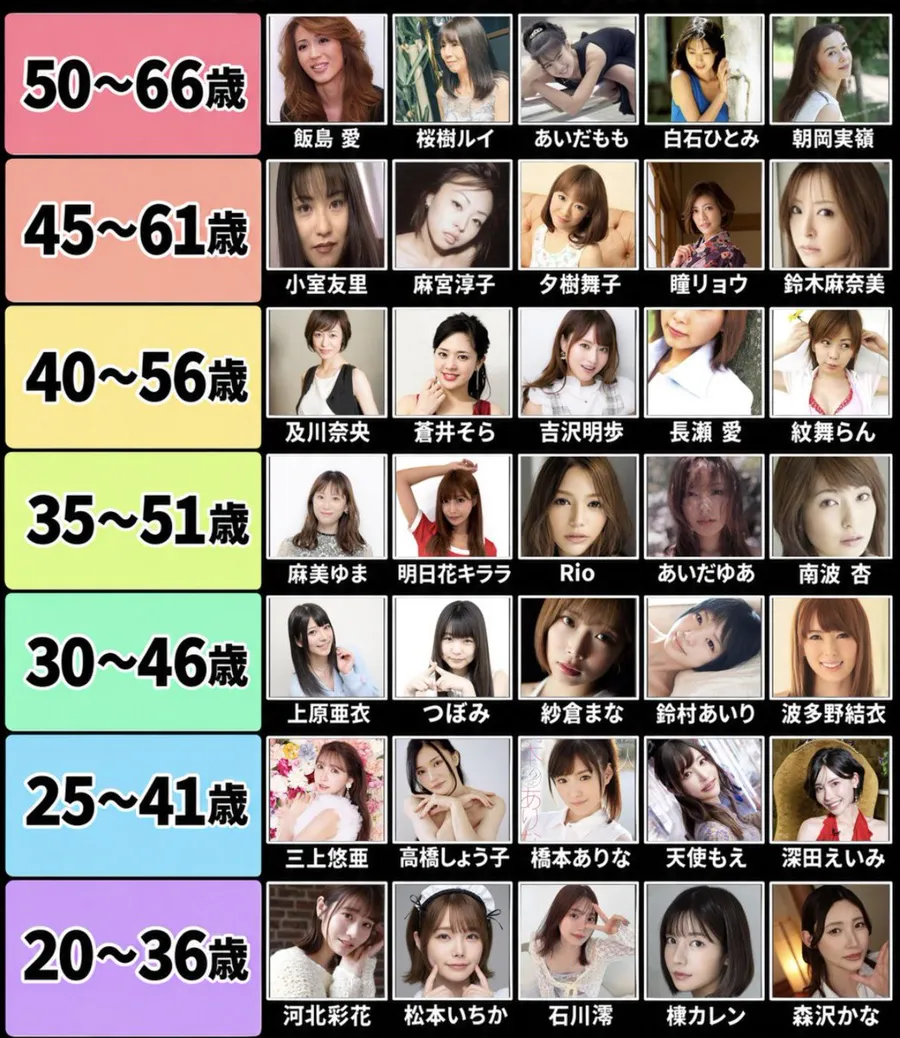 50〜66歳
飯島 愛
桜樹ルイ
あいだもも
白石ひとみ
朝岡実嶺
45〜61歳
小室友里
麻宮淳子
夕樹舞子
瞳リョウ
鈴木麻奈美
40〜56歳
及川奈央
蒼井そら
吉沢明歩
長瀬 愛
紋舞らん
35〜51歳
麻美ゆま
明日花キララ
Rio
あいだゆあ
南波 杏
30〜46歳
上原亜衣
つぼみ
紗倉まな
鈴村あいり
波多野結衣
25〜41歳
三上悠亜
高橋しょう子
橋本ありな
天使もえ
深田えいみ
20〜36歳
河北彩花
松本いちか
石川澪
楝カレン
森沢かな